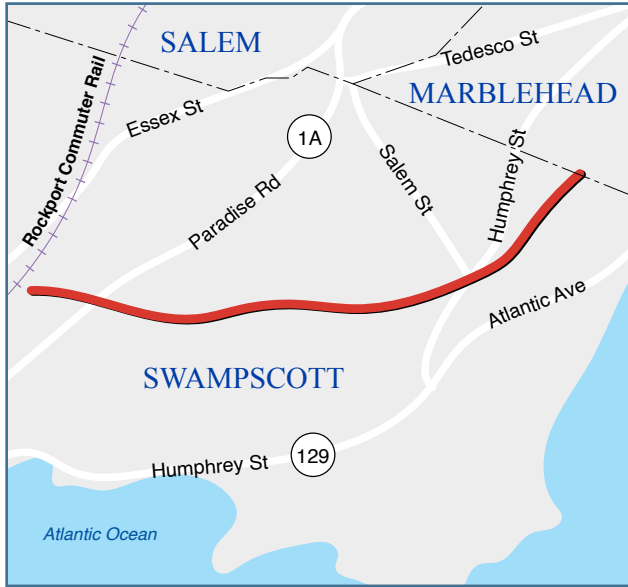 SALEM
Tedesco St
MARBLEHEAD
Rockport Commuter Rail
Essex St
1A
Paradise Rd
Salem St
Humphrey St
Atlantic Ave
SWAMPSCOTT
Humphrey St
129
Atlantic Ocean